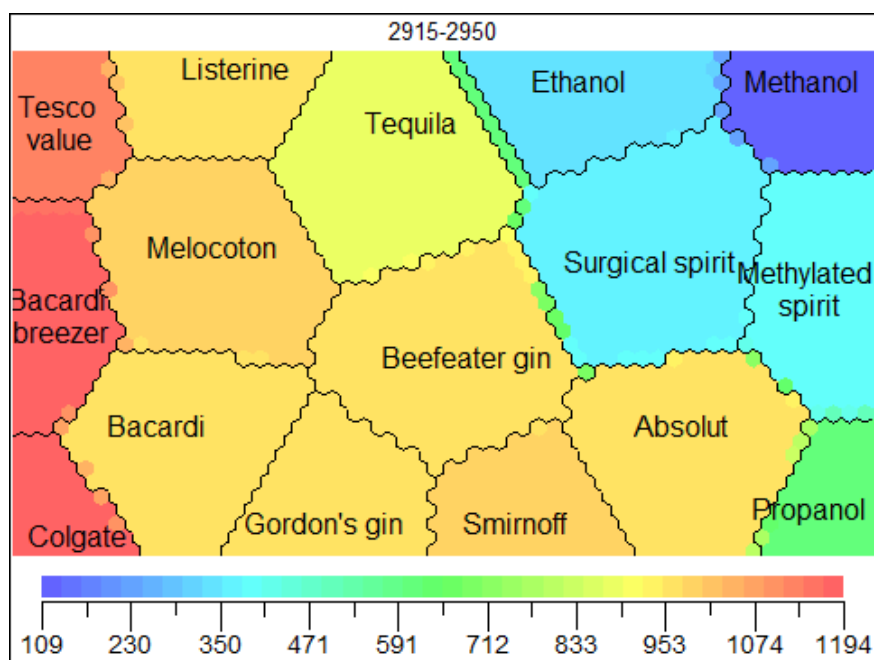 2915-2950
Listerine
Ethanol
Methanol
Tesco
value
Tequila
Melocoton
Surgical spirit
Methylated
spirit
Bacardi
breezer
Beefeater gin
Bacardi
Absolut
Gordon's gin
Smirnoff
Propanol
Colgate
109 230 350 471 591 712 833 953 1074 1194